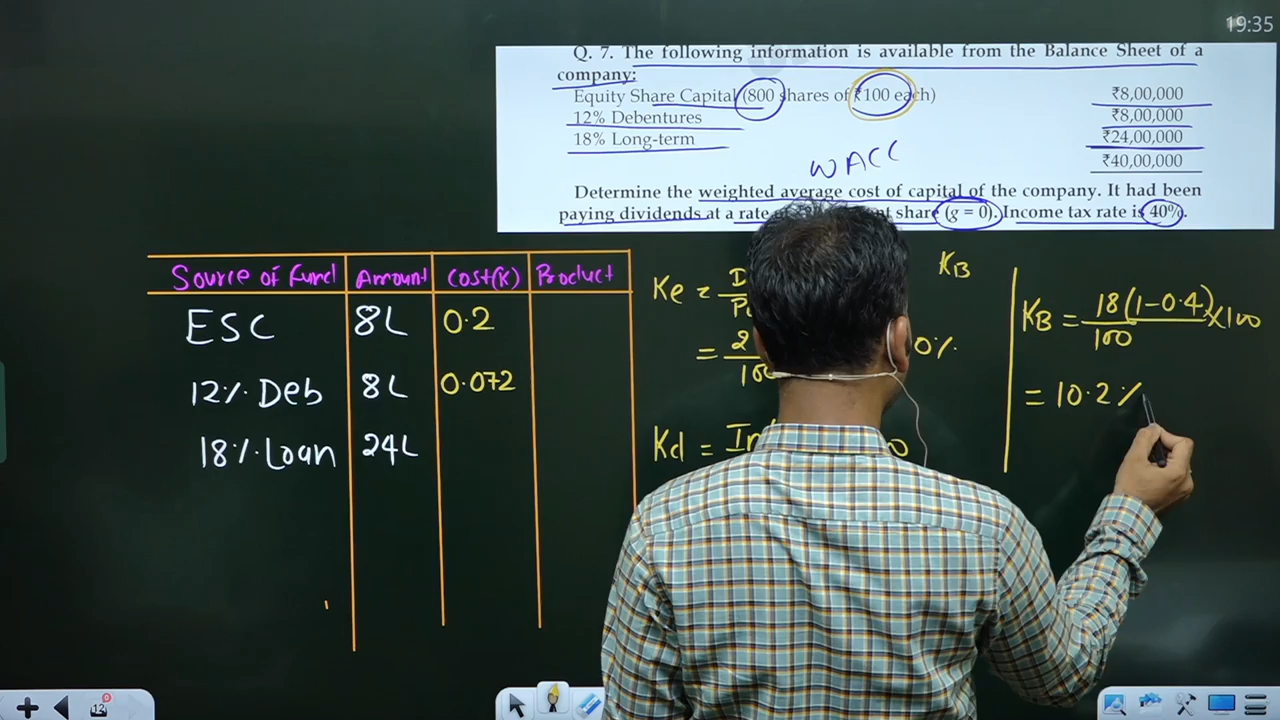 19:35
Q. 7. The following information is available from the Balance Sheet of a
company:
Equity Share Capital (800 shares of ₹100 each) ₹8,00,000
12% Debentures ₹8,00,000
18% Long-term ₹24,00,000
₹40,00,000
WACC
Determine the weighted average cost of capital of the company. It had been
paying dividends at a rate share (g = 0). Income tax rate is 40%.
Source of Fund Amount Cost(K) Product
ESC 8L 0.2
12% Deb 8L 0.072
18% Loan 24L
Ke =
= 0%
Kd =
KB
KB = 18(1-0.4) x100
100
= 10.2%
12